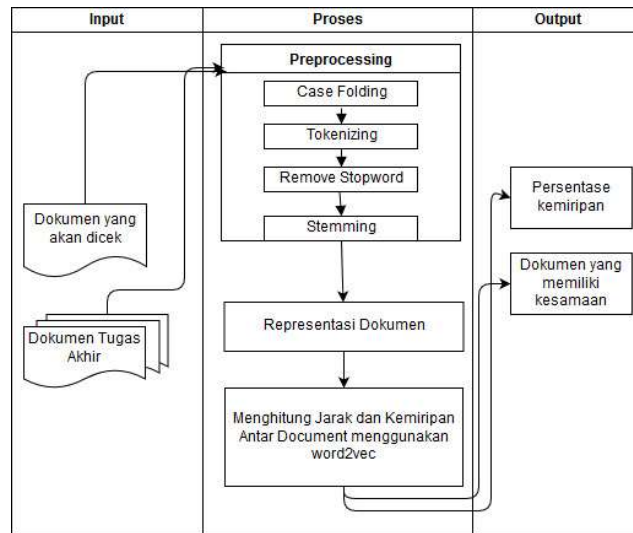 Input
Proses
Output
Preprocessing
Case Folding
Tokenizing
Remove Stopword
Stemming
Dokumen yang
akan dicek
Dokumen Tugas
Akhir
Representasi Dokumen
Menghitung Jarak dan Kemiripan
Antar Document menggunakan
word2vec
Persentase
kemiripan
Dokumen yang
memiliki
kesamaan